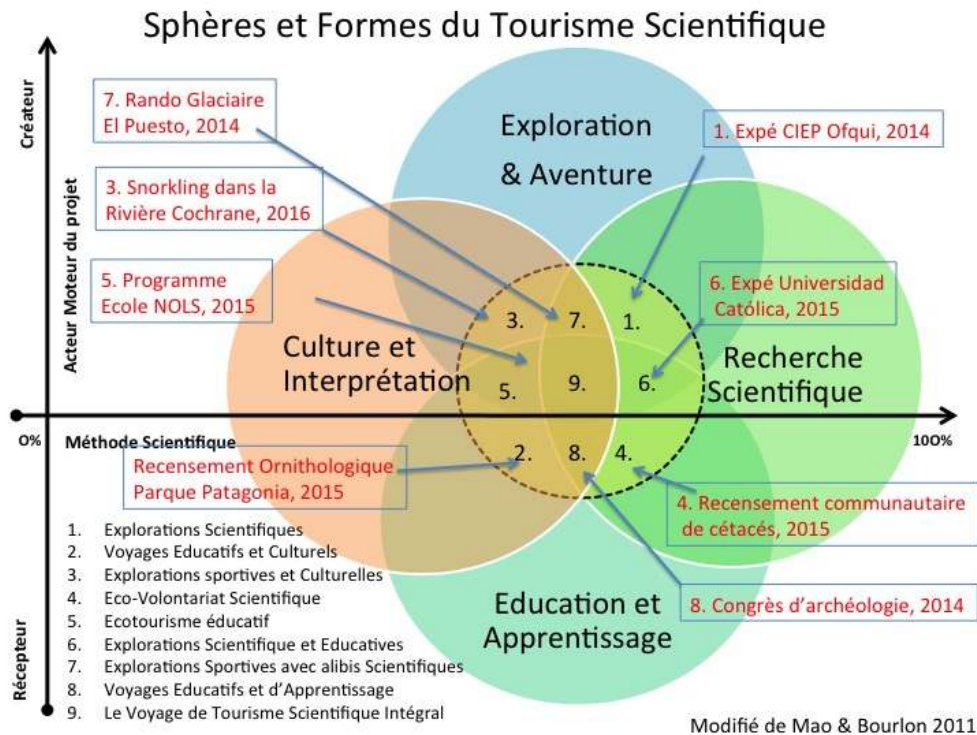 Sphères et Formes du Tourisme Scientifique
Créateur
Acteur Moteur du projet
Récepteur
7. Rando Glaciaire
El Puesto, 2014
3. Snorkling dans la
Rivière Cochrane, 2016
5. Programme
Ecole NOLS, 2015
Exploration
& Aventure
1. Expé CIEP Ofqui, 2014
6. Expé Universidad
Católica, 2015
Culture et
Interprétation
Recherche
Scientifique
3.
7.
1.
5.
9.
6.
2.
8.
4.
0%
Méthode Scientifique
100%
Recensement Ornithologique
Parque Patagonia, 2015
4. Recensement communautaire
de cétacés, 2015
8. Congrès d’archéologie, 2014
Education et
Apprentissage
1. Explorations Scientifiques
2. Voyages Educatifs et Culturels
3. Explorations sportives et Culturelles
4. Eco-Volontariat Scientifique
5. Ecotourisme éducatif
6. Explorations Scientifique et Educatives
7. Explorations Sportives avec alibis Scientifiques
8. Voyages Educatifs et d’Apprentissage
9. Le Voyage de Tourisme Scientifique Intégral
Modifié de Mao & Bourlon 2011